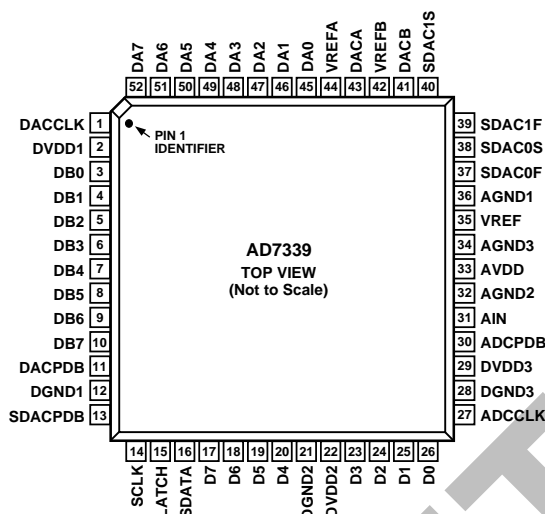 DA7 DA6 DA5 DA4 DA3 DA2 DA1 DA0 VREFA DACA VREFB DACB SDAC1S
52 51 50 49 48 47 46 45 44 43 42 41 40
DACCLK 1
DVDD1 2
DB0 3
DB1 4
DB2 5
DB3 6
DB4 7
DB5 8
DB6 9
DB7 10
DACPDB 11
DGND1 12
SDACPDB 13
PIN 1
IDENTIFIER
AD7339
TOP VIEW
(Not to Scale)
39 SDAC1F
38 SDAC0S
37 SDAC0F
36 AGND1
35 VREF
34 AGND3
33 AVDD
32 AGND2
31 AIN
30 ADCPDB
29 DVDD3
28 DGND3
27 ADCCLK
14 15 16 17 18 19 20 21 22 23 24 25 26
SCLK LATCH SDATA D7 D6 D5 D4 DGND2 DVDD2 D3 D2 D1 D0